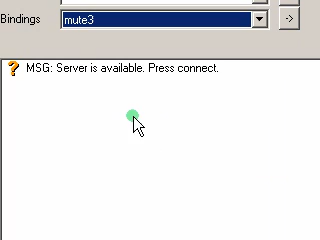 Bindings mute3 ->
MSG: Server is available. Press connect.